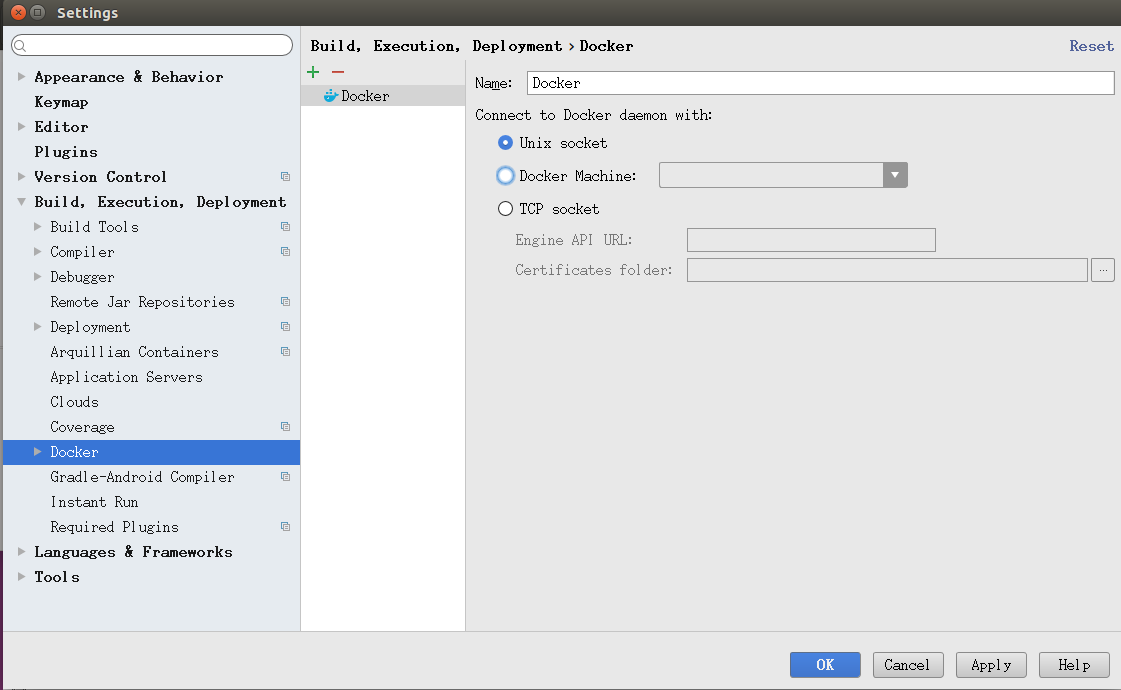 Settings
Build, Execution, Deployment › Docker
Reset
Appearance & Behavior
Keymap
Editor
Plugins
Version Control
Build, Execution, Deployment
Build Tools
Compiler
Debugger
Remote Jar Repositories
Deployment
Arquillian Containers
Application Servers
Clouds
Coverage
Docker
Gradle-Android Compiler
Instant Run
Required Plugins
Languages & Frameworks
Tools
Docker
Name: Docker
Connect to Docker daemon with:
Unix socket
Docker Machine:
TCP socket
Engine API URL:
Certificates folder: ...
OK Cancel Apply Help